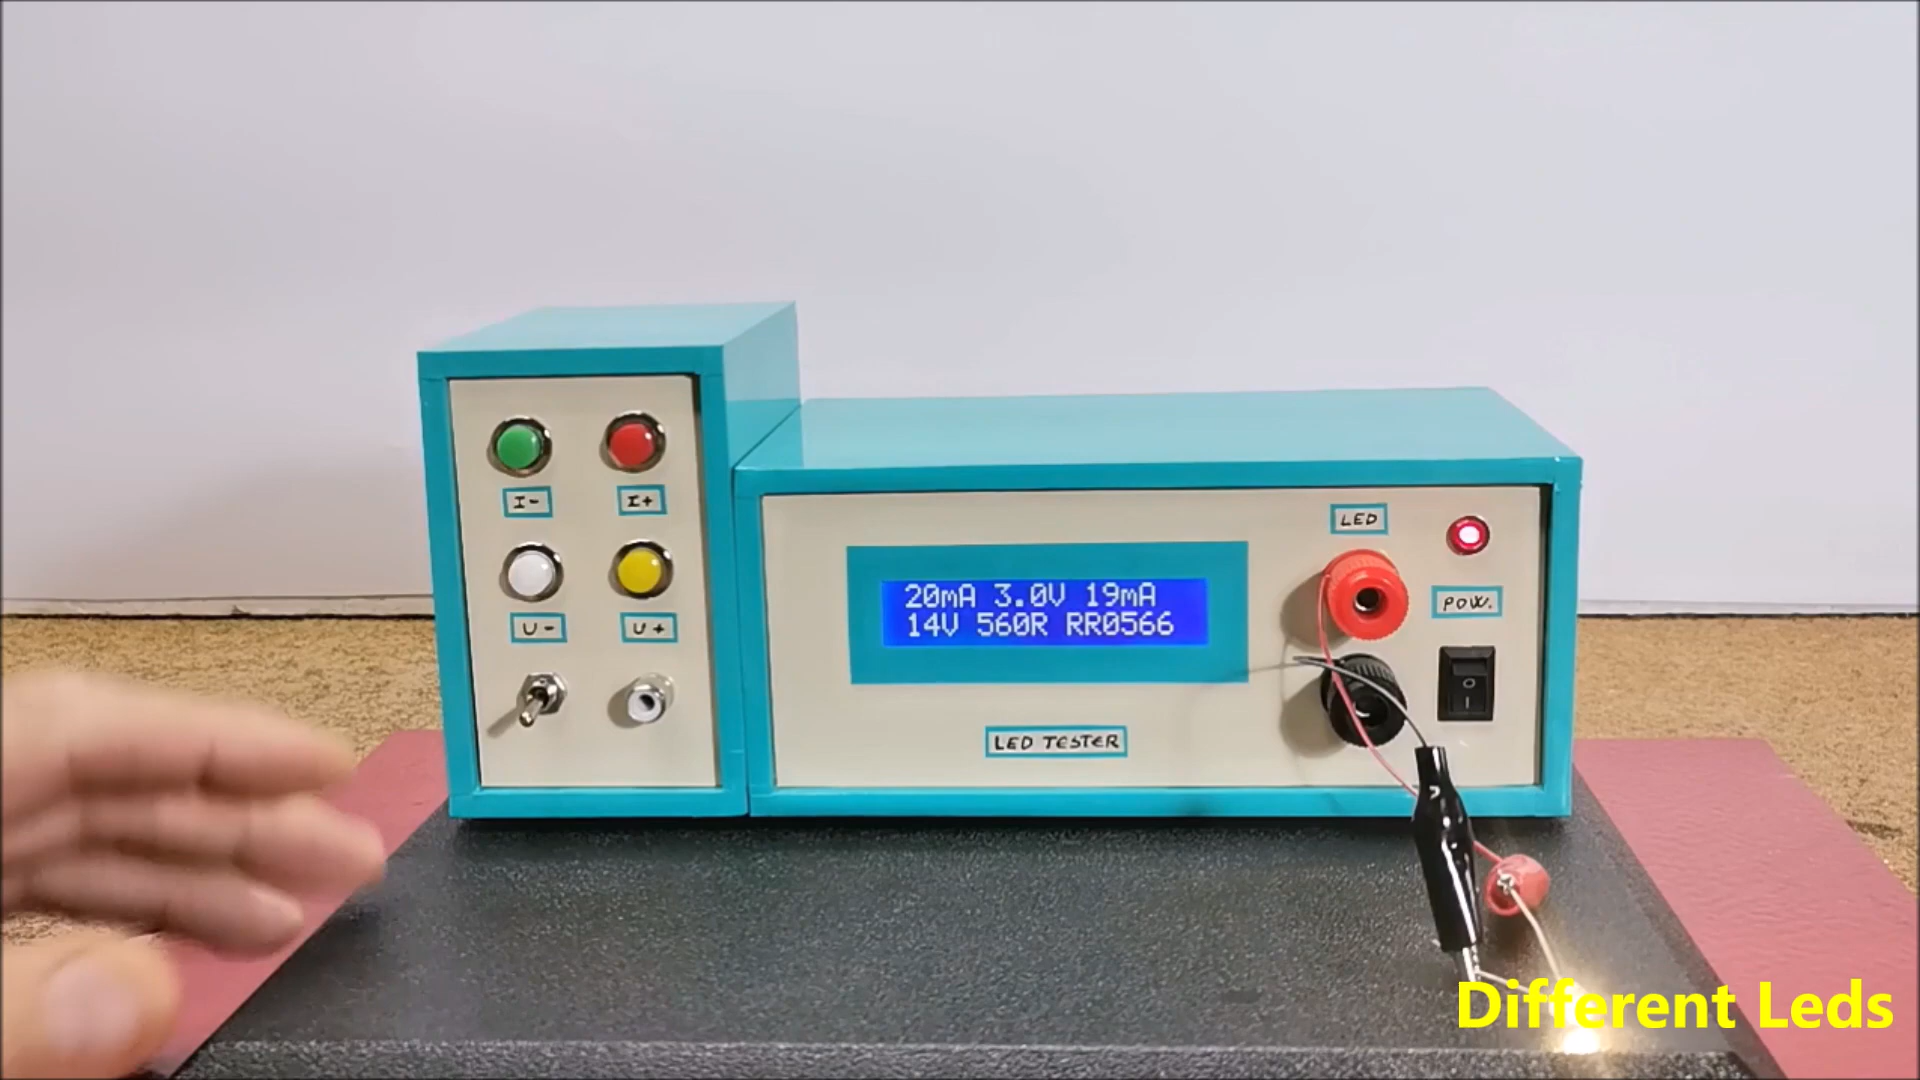 I- I+
U- U+
20mA 3.0V 19mA
14V 560R RR0566
LED TESTER
LED
POW.
O
I
Different Leds